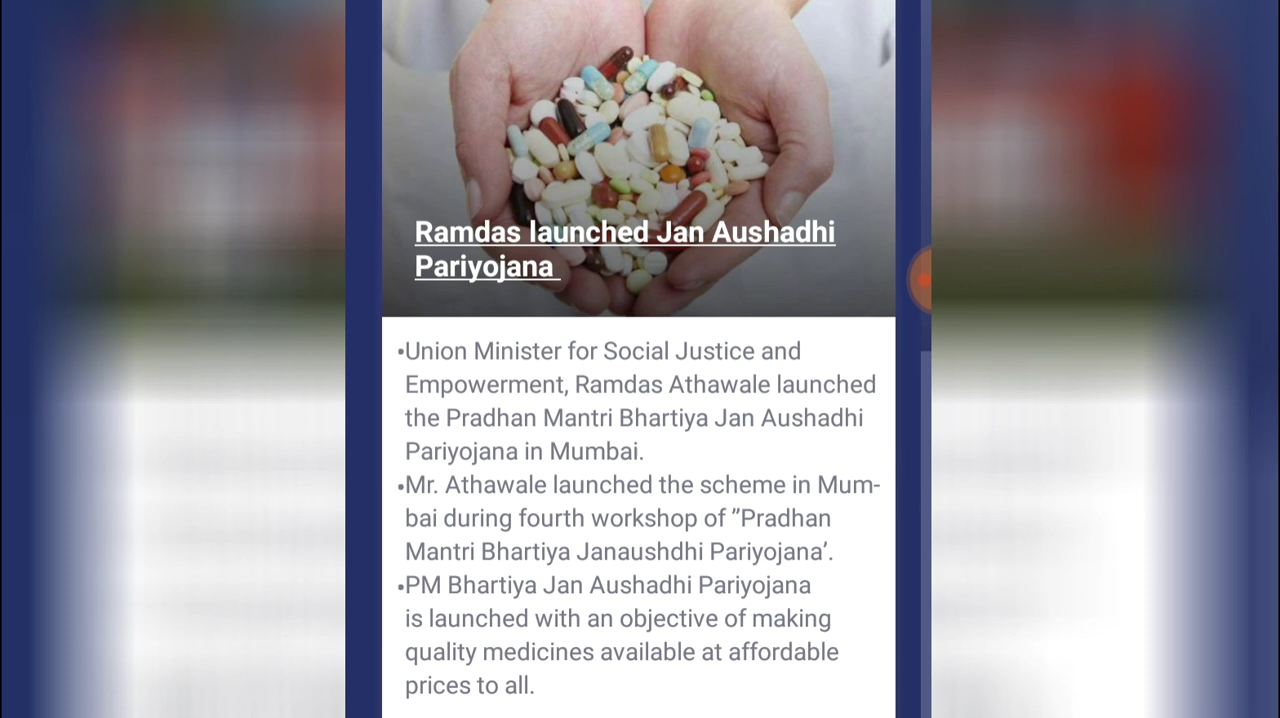 Ramdas launched Jan Aushadhi
Pariyojana
•Union Minister for Social Justice and
Empowerment, Ramdas Athawale launched
the Pradhan Mantri Bhartiya Jan Aushadhi
Pariyojana in Mumbai.
•Mr. Athawale launched the scheme in Mum-
bai during fourth workshop of ”Pradhan
Mantri Bhartiya Janaushdhi Pariyojana’.
•PM Bhartiya Jan Aushadhi Pariyojana
is launched with an objective of making
quality medicines available at affordable
prices to all.